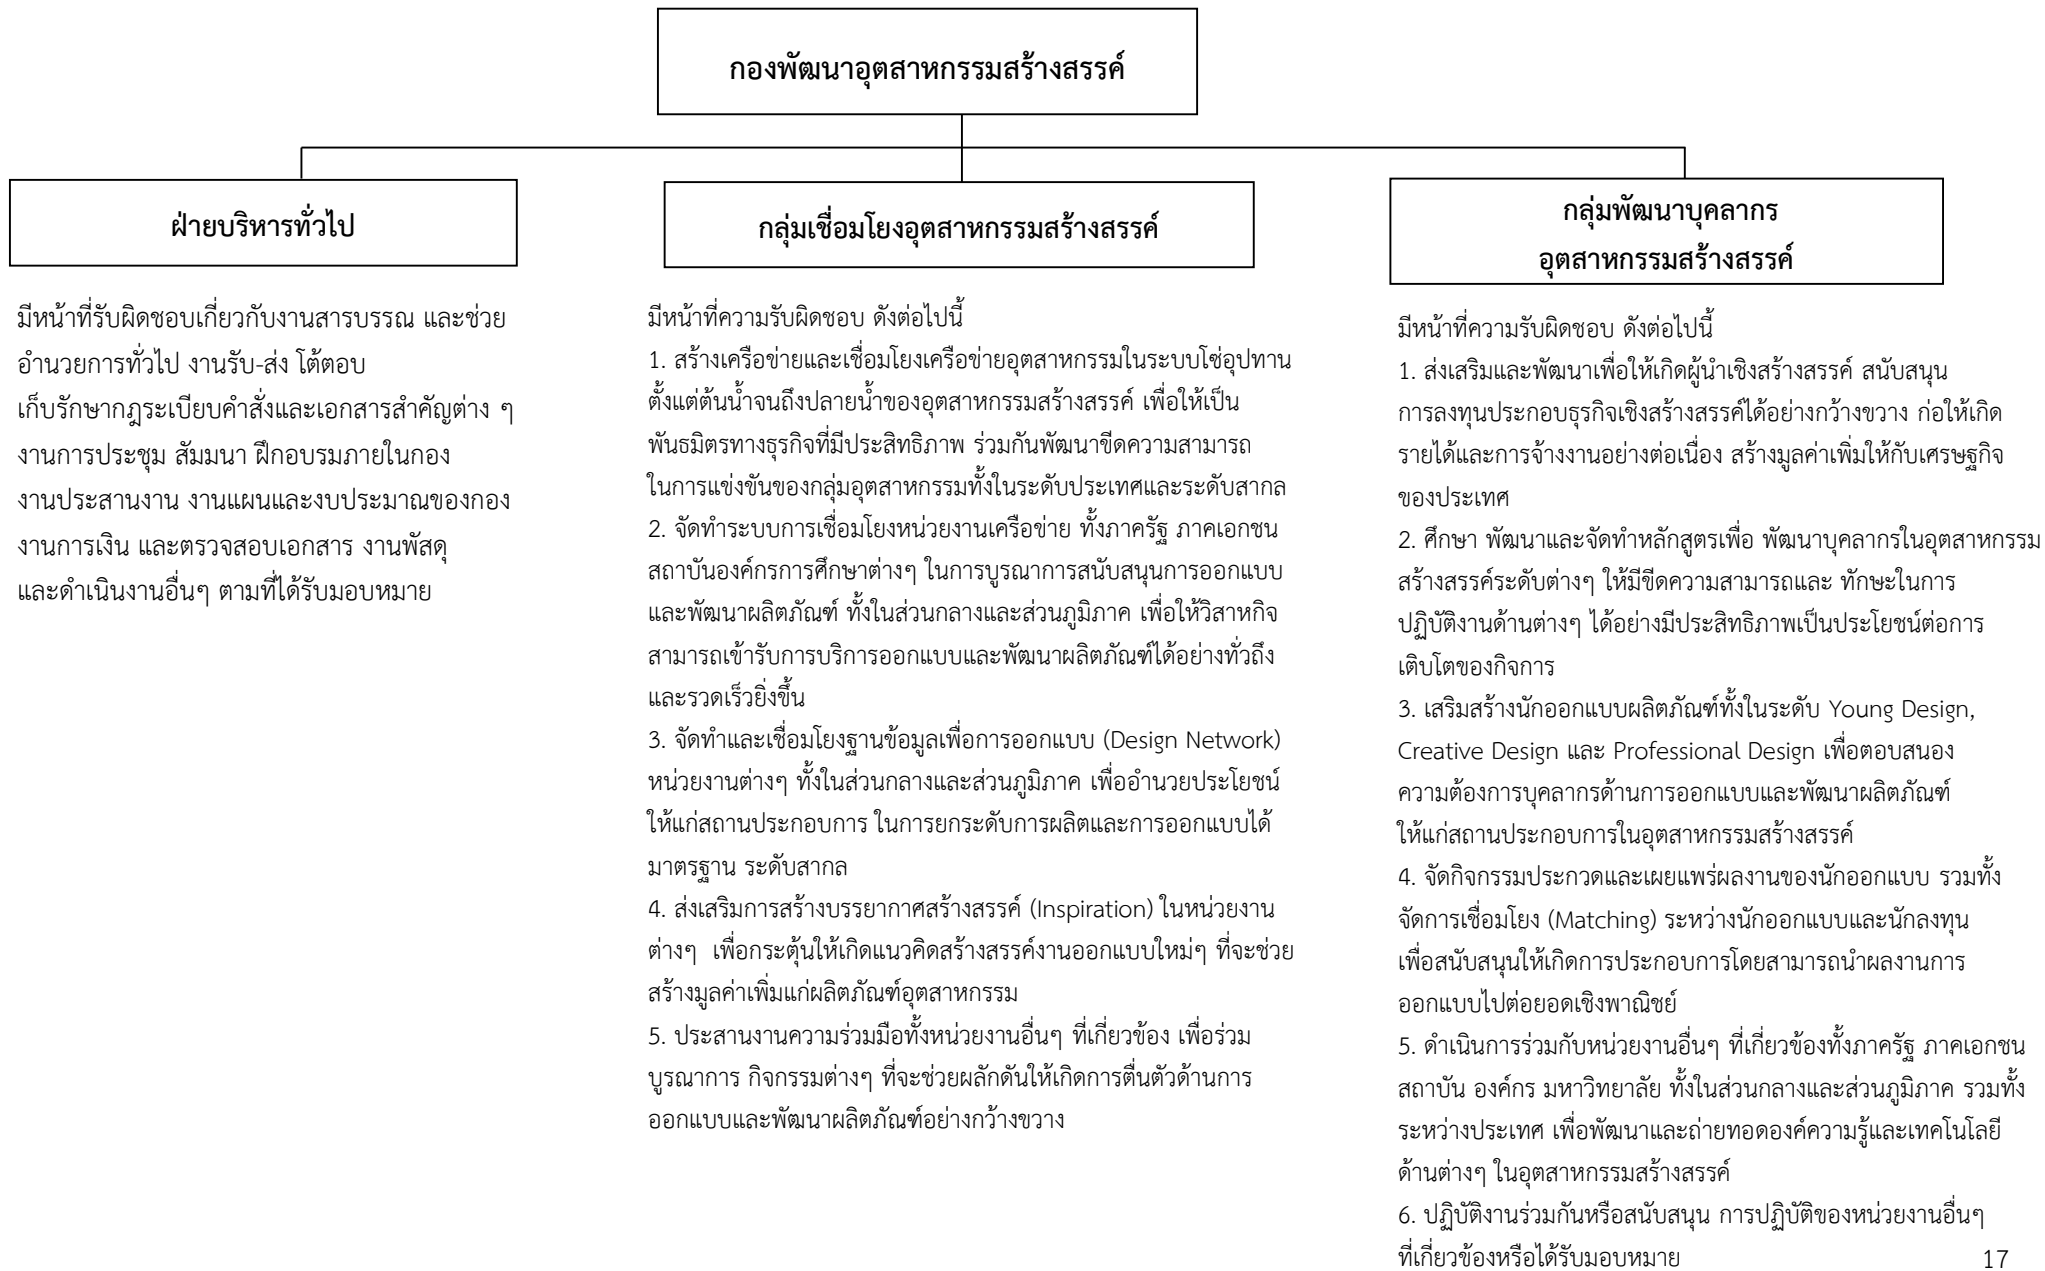 กองพัฒนาอุตสาหกรรมสร้างสรรค์
ฝ่ายบริหารทั่วไป
มีหน้าที่รับผิดชอบเกี่ยวกับงานสารบรรณ และช่วย
อำนวยการทั่วไป งานรับ-ส่ง โต้ตอบ
เก็บรักษากฎระเบียบคำสั่งและเอกสารสำคัญต่าง ๆ
งานการประชุม สัมมนา ฝึกอบรมภายในกอง
งานประสานงาน งานแผนและงบประมาณของกอง
งานการเงิน และตรวจสอบเอกสาร งานพัสดุ
และดำเนินงานอื่นๆ ตามที่ได้รับมอบหมาย
กลุ่มเชื่อมโยงอุตสาหกรรมสร้างสรรค์
มีหน้าที่ความรับผิดชอบ ดังต่อไปนี้
1. สร้างเครือข่ายและเชื่อมโยงเครือข่ายอุตสาหกรรมในระบบโซ่อุปทาน
ตั้งแต่ต้นน้ำจนถึงปลายน้ำของอุตสาหกรรมสร้างสรรค์ เพื่อให้เป็น
พันธมิตรทางธุรกิจที่มีประสิทธิภาพ ร่วมกันพัฒนาขีดความสามารถ
ในการแข่งขันของกลุ่มอุตสาหกรรมทั้งในระดับประเทศและระดับสากล
2. จัดทำระบบการเชื่อมโยงหน่วยงานเครือข่าย ทั้งภาครัฐ ภาคเอกชน
สถาบันองค์กรการศึกษาต่างๆ ในการบูรณาการสนับสนุนการออกแบบ
และพัฒนาผลิตภัณฑ์ ทั้งในส่วนกลางและส่วนภูมิภาค เพื่อให้วิสาหกิจ
สามารถเข้ารับการบริการออกแบบและพัฒนาผลิตภัณฑ์ได้อย่างทั่วถึง
และรวดเร็วยิ่งขึ้น
3. จัดทำและเชื่อมโยงฐานข้อมูลเพื่อการออกแบบ (Design Network)
หน่วยงานต่างๆ ทั้งในส่วนกลางและส่วนภูมิภาค เพื่ออำนวยประโยชน์
ให้แก่สถานประกอบการ ในการยกระดับการผลิตและการออกแบบได้
มาตรฐาน ระดับสากล
4. ส่งเสริมการสร้างบรรยากาศสร้างสรรค์ (Inspiration) ในหน่วยงาน
ต่างๆ เพื่อกระตุ้นให้เกิดแนวคิดสร้างสรรค์งานออกแบบใหม่ๆ ที่จะช่วย
สร้างมูลค่าเพิ่มแก่ผลิตภัณฑ์อุตสาหกรรม
5. ประสานงานความร่วมมือทั้งหน่วยงานอื่นๆ ที่เกี่ยวข้อง เพื่อร่วม
บูรณาการ กิจกรรมต่างๆ ที่จะช่วยผลักดันให้เกิดการตื่นตัวด้านการ
ออกแบบและพัฒนาผลิตภัณฑ์อย่างกว้างขวาง
กลุ่มพัฒนาบุคลากร
อุตสาหกรรมสร้างสรรค์
มีหน้าที่ความรับผิดชอบ ดังต่อไปนี้
1. ส่งเสริมและพัฒนาเพื่อให้เกิดผู้นำเชิงสร้างสรรค์ สนับสนุน
การลงทุนประกอบธุรกิจเชิงสร้างสรรค์ได้อย่างกว้างขวาง ก่อให้เกิด
รายได้และการจ้างงานอย่างต่อเนื่อง สร้างมูลค่าเพิ่มให้กับเศรษฐกิจ
ของประเทศ
2. ศึกษา พัฒนาและจัดทำหลักสูตรเพื่อ พัฒนาบุคลากรในอุตสาหกรรม
สร้างสรรค์ระดับต่างๆ ให้มีขีดความสามารถและ ทักษะในการ
ปฏิบัติงานด้านต่างๆ ได้อย่างมีประสิทธิภาพเป็นประโยชน์ต่อการ
เติบโตของกิจการ
3. เสริมสร้างนักออกแบบผลิตภัณฑ์ทั้งในระดับ Young Design,
Creative Design และ Professional Design เพื่อตอบสนอง
ความต้องการบุคลากรด้านการออกแบบและพัฒนาผลิตภัณฑ์
ให้แก่สถานประกอบการในอุตสาหกรรมสร้างสรรค์
4. จัดกิจกรรมประกวดและเผยแพร่ผลงานของนักออกแบบ รวมทั้ง
จัดการเชื่อมโยง (Matching) ระหว่างนักออกแบบและนักลงทุน
เพื่อสนับสนุนให้เกิดการประกอบการโดยสามารถนำผลงานการ
ออกแบบไปต่อยอดเชิงพาณิชย์
5. ดำเนินการร่วมกับหน่วยงานอื่นๆ ที่เกี่ยวข้องทั้งภาครัฐ ภาคเอกชน
สถาบัน องค์กร มหาวิทยาลัย ทั้งในส่วนกลางและส่วนภูมิภาค รวมทั้ง
ระหว่างประเทศ เพื่อพัฒนาและถ่ายทอดองค์ความรู้และเทคโนโลยี
ด้านต่างๆ ในอุตสาหกรรมสร้างสรรค์
6. ปฏิบัติงานร่วมกันหรือสนับสนุน การปฏิบัติของหน่วยงานอื่นๆ
ที่เกี่ยวข้องหรือได้รับมอบหมาย
17